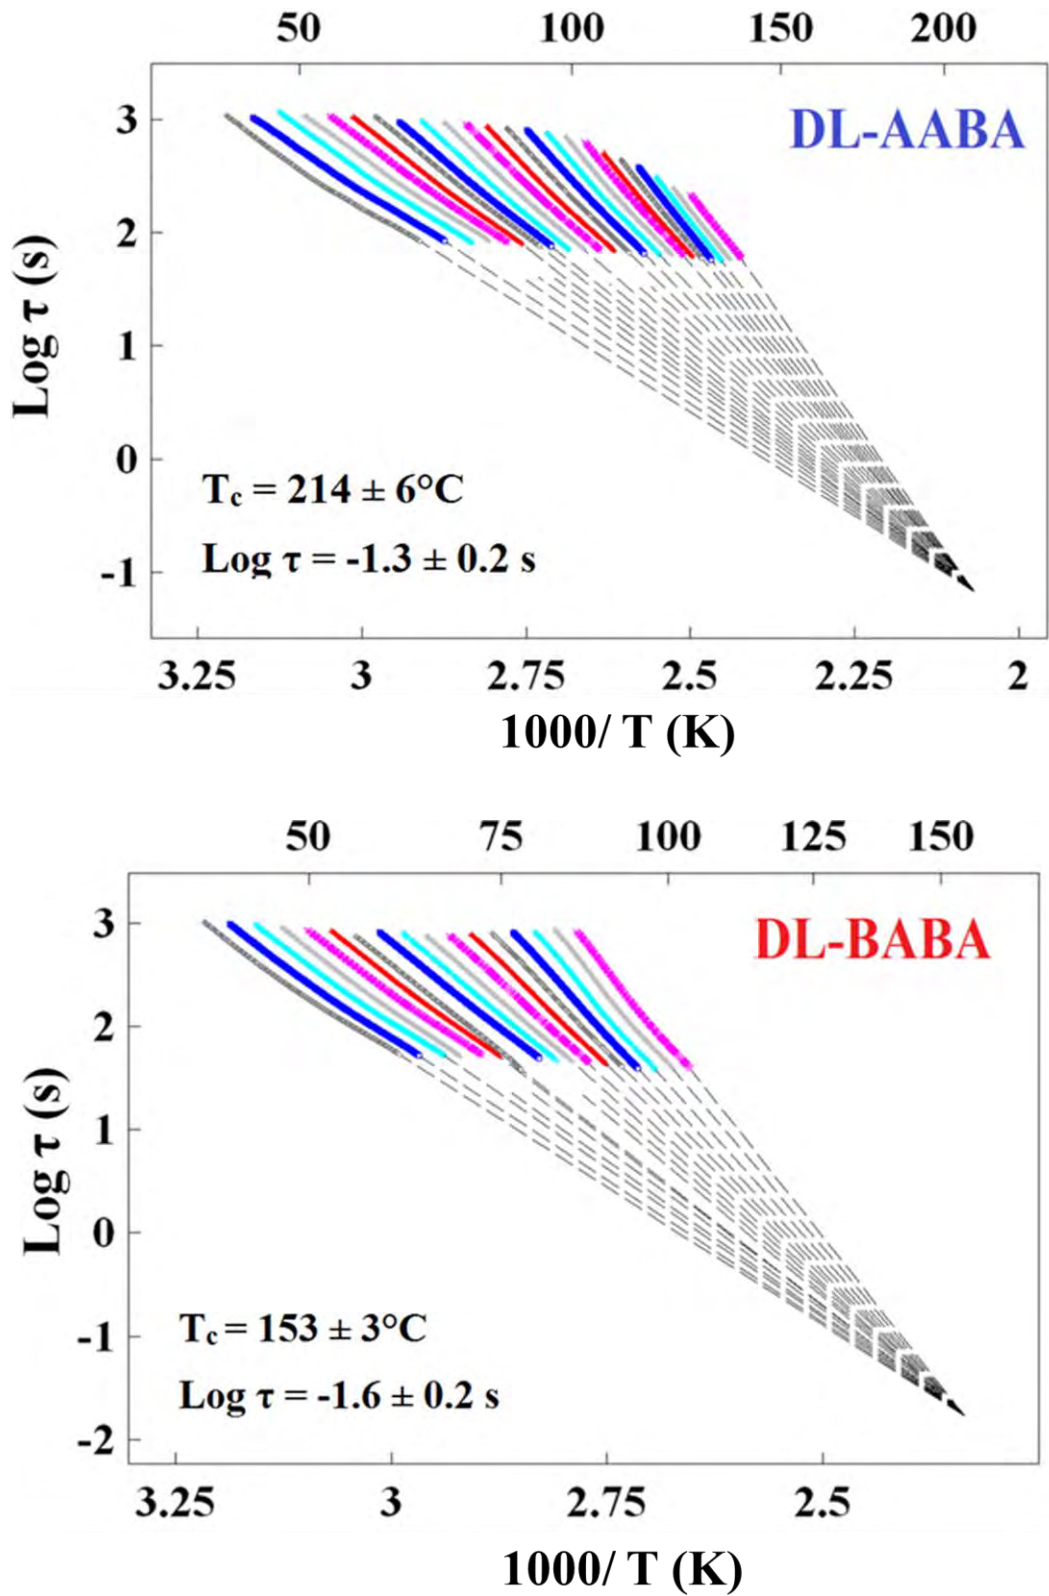 50 100 150 200
DL-AABA
3
2
1
0
-1
Log τ (s)
Tc = 214 ± 6°C
Log τ = -1.3 ± 0.2 s
3.25 3 2.75 2.5 2.25 2
1000/ T (K)
50 75 100 125 150
DL-BABA
3
2
1
0
-1
-2
Log τ (s)
Tc = 153 ± 3°C
Log τ = -1.6 ± 0.2 s
3.25 3 2.75 2.5
1000/ T (K)